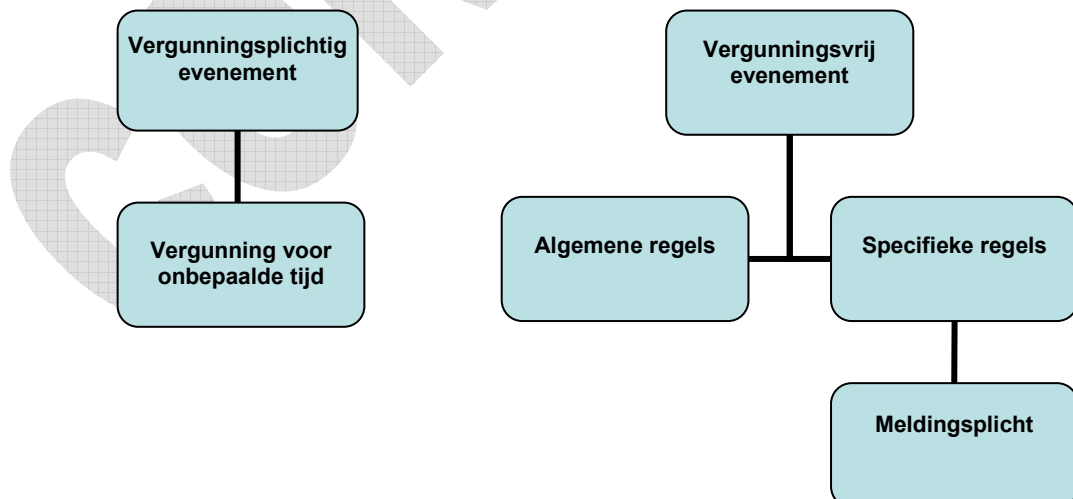 Vergunningsplichtig
evenement
Vergunningsvrij
evenement
Vergunning voor
onbepaalde tijd
Algemene regels
Specifieke regels
Meldingsplicht